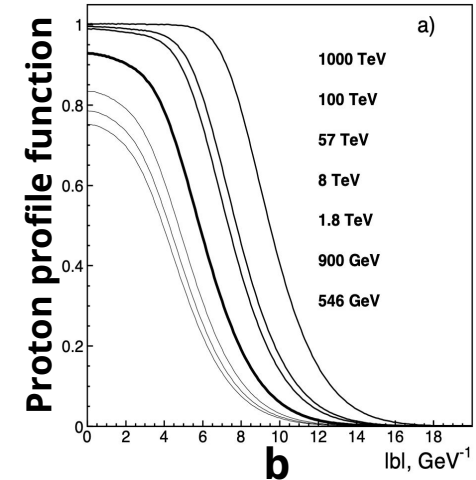 Proton profile function
a)
1000 TeV
100 TeV
57 TeV
8 TeV
1.8 TeV
900 GeV
546 GeV
1
0.8
0.6
0.4
0.2
0
0 2 4 6 8 10 12 14 16 18
b
lbl, GeV⁻¹